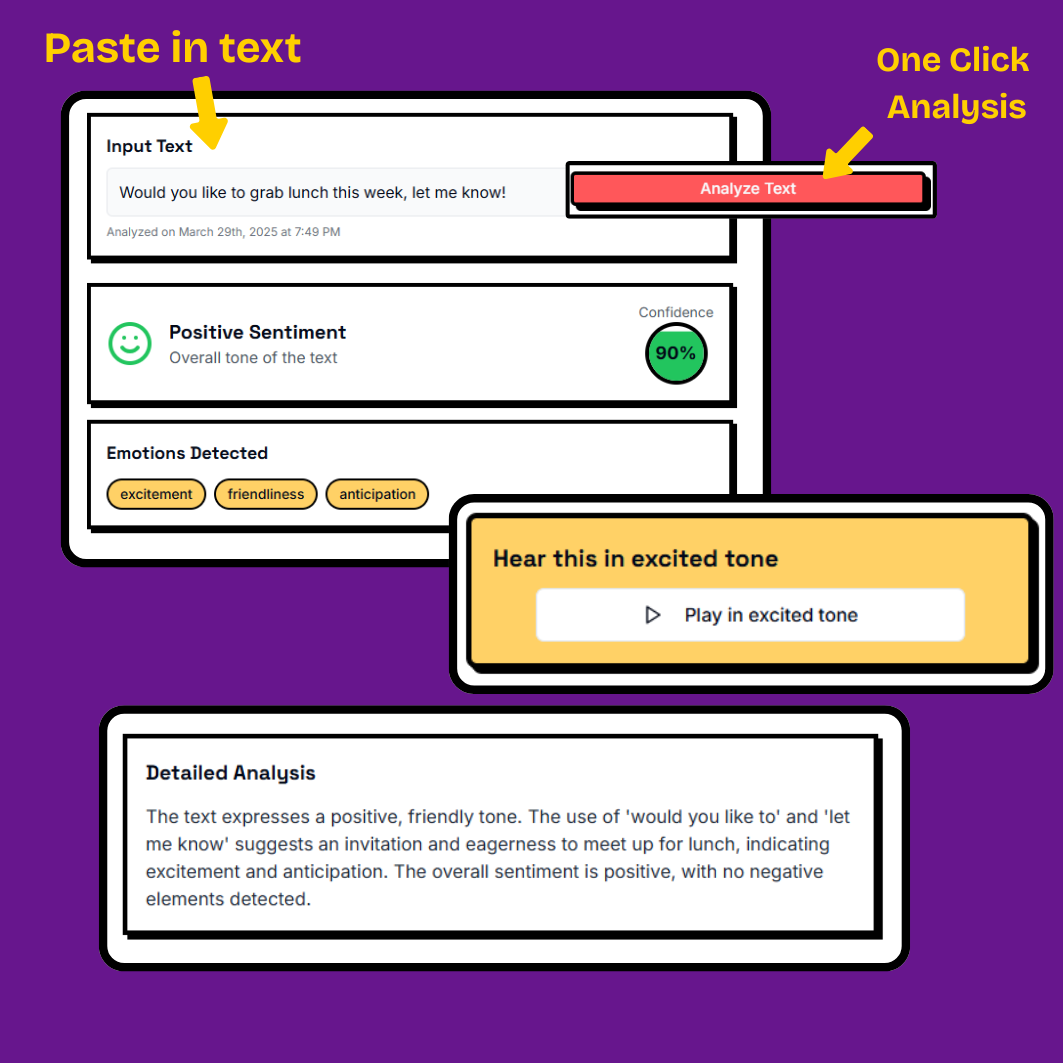 Paste in text
One Click
Analysis
Input Text
Would you like to grab lunch this week, let me know!
Analyze Text
Analyzed on March 29th, 2025 at 7:49 PM
Positive Sentiment
Overall tone of the text
Confidence
90%
Emotions Detected
excitement
friendliness
anticipation
Hear this in excited tone
Play in excited tone
Detailed Analysis
The text expresses a positive, friendly tone. The use of 'would you like to' and 'let
me know' suggests an invitation and eagerness to meet up for lunch, indicating
excitement and anticipation. The overall sentiment is positive, with no negative
elements detected.